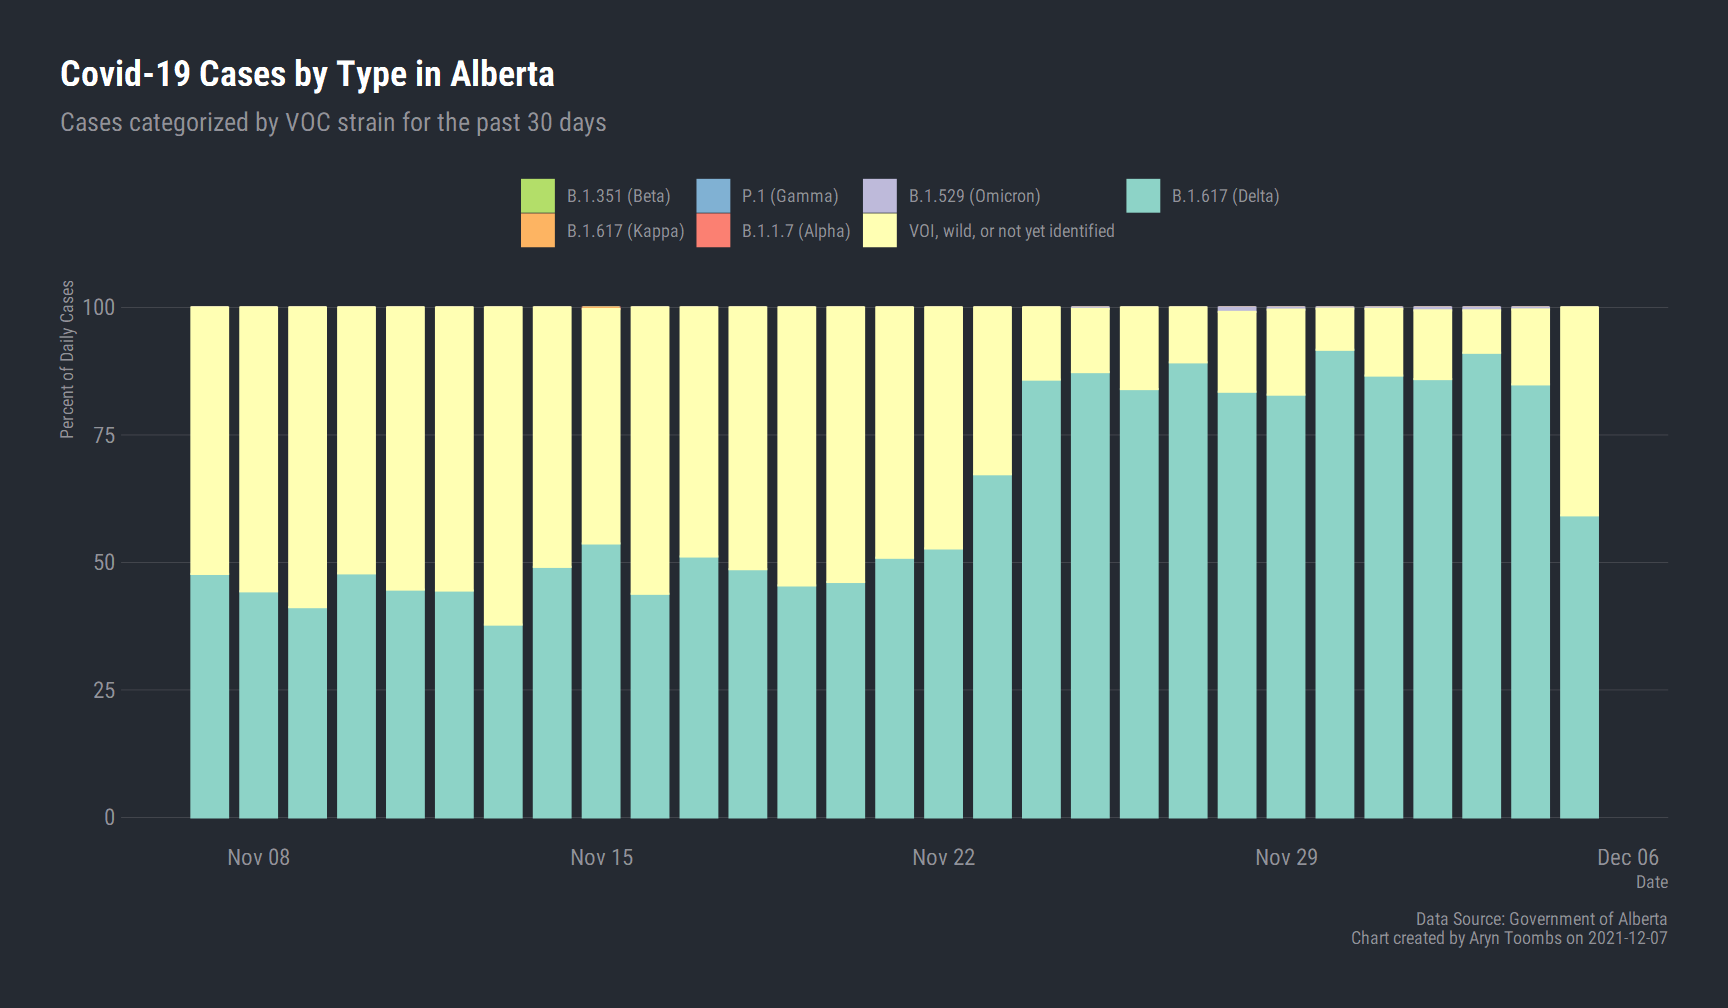 Covid-19 Cases by Type in Alberta
Cases categorized by VOC strain for the past 30 days
B.1.351 (Beta) P.1 (Gamma) B.1.529 (Omicron) B.1.617 (Delta)
B.1.617 (Kappa) B.1.1.7 (Alpha) VOI, wild, or not yet identified
Percent of Daily Cases
100
75
50
25
0
Nov 08 Nov 15 Nov 22 Nov 29 Dec 06
Date
Data Source: Government of Alberta
Chart created by Aryn Toombs on 2021-12-07